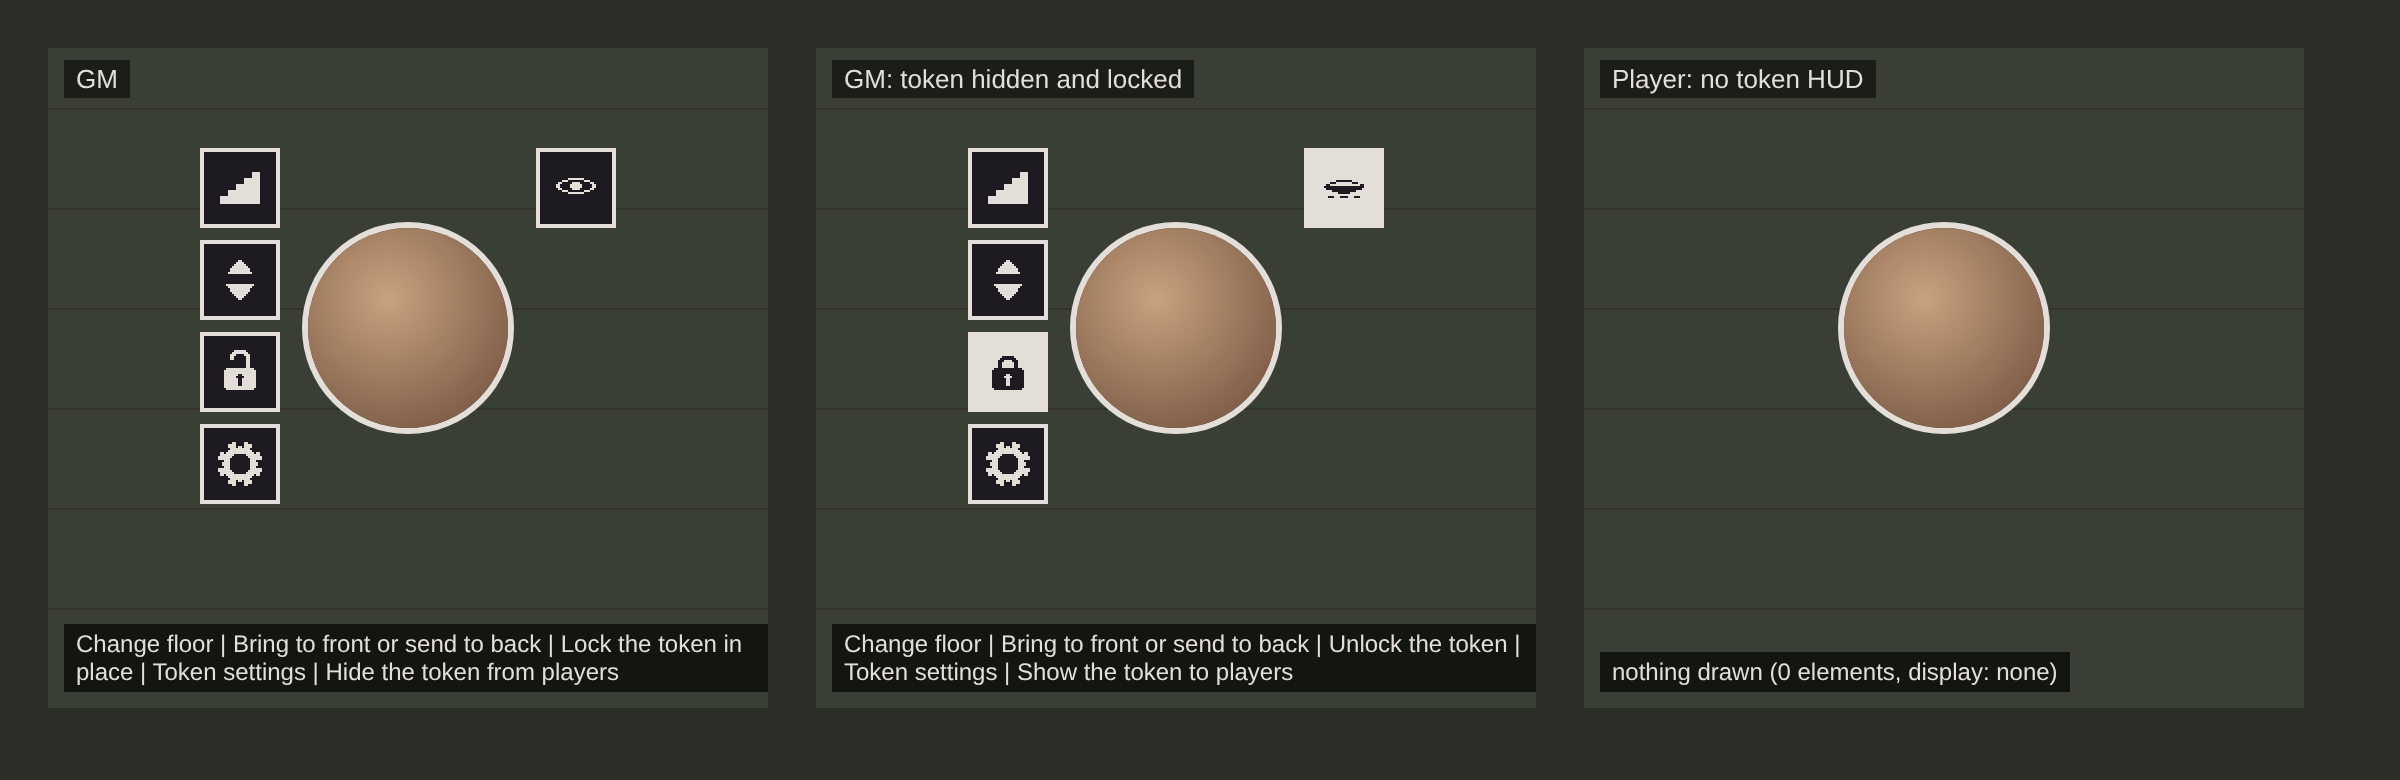 GM
GM: token hidden and locked
Player: no token HUD
Change floor | Bring to front or send to back | Lock the token in
place | Token settings | Hide the token from players
Change floor | Bring to front or send to back | Unlock the token |
Token settings | Show the token to players
nothing drawn (0 elements, display: none)